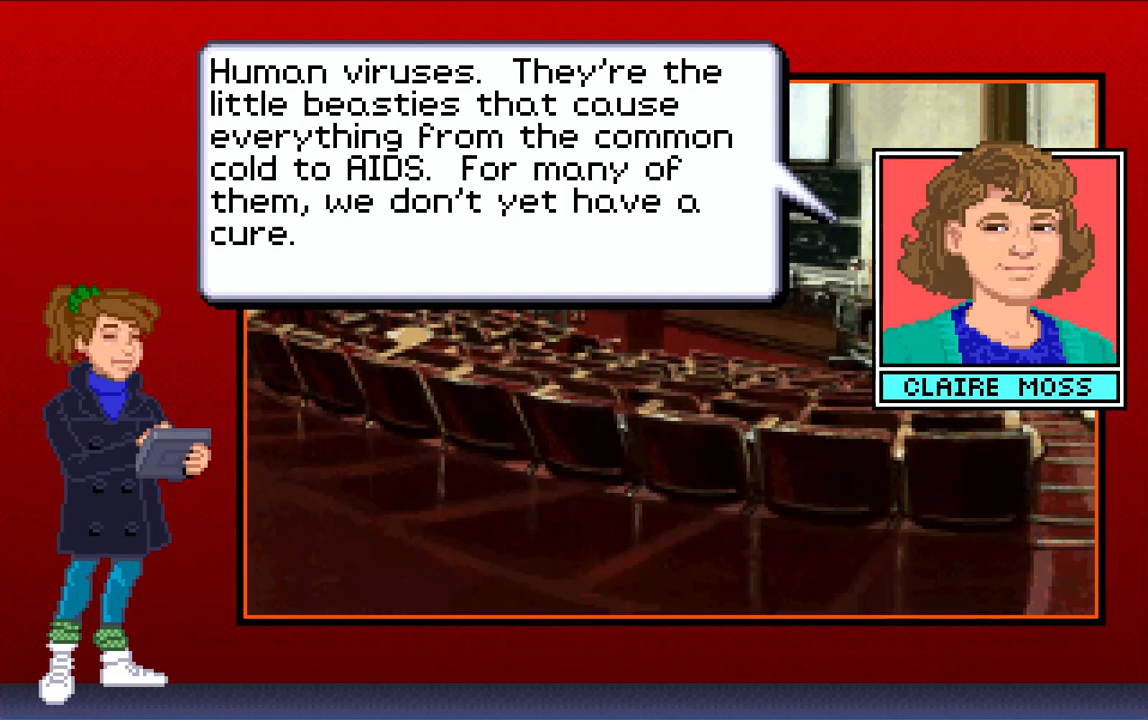 Human viruses.  They're the
little beasties that cause
everything from the common
cold to AIDS.  For many of
them, we don't yet have a
cure.
CLAIRE MOSS